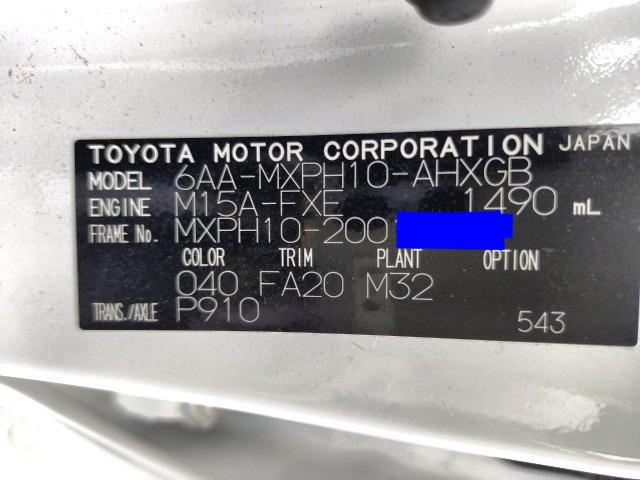 TOYOTA MOTOR CORPORATION JAPAN
MODEL 6AA-MXPH10-AHXGB
ENGINE M15A-FXE 1490 mL
FRAME No. MXPH10-200
COLOR TRIM PLANT OPTION
040 FA20 M32
TRANS./AXLE P910
543